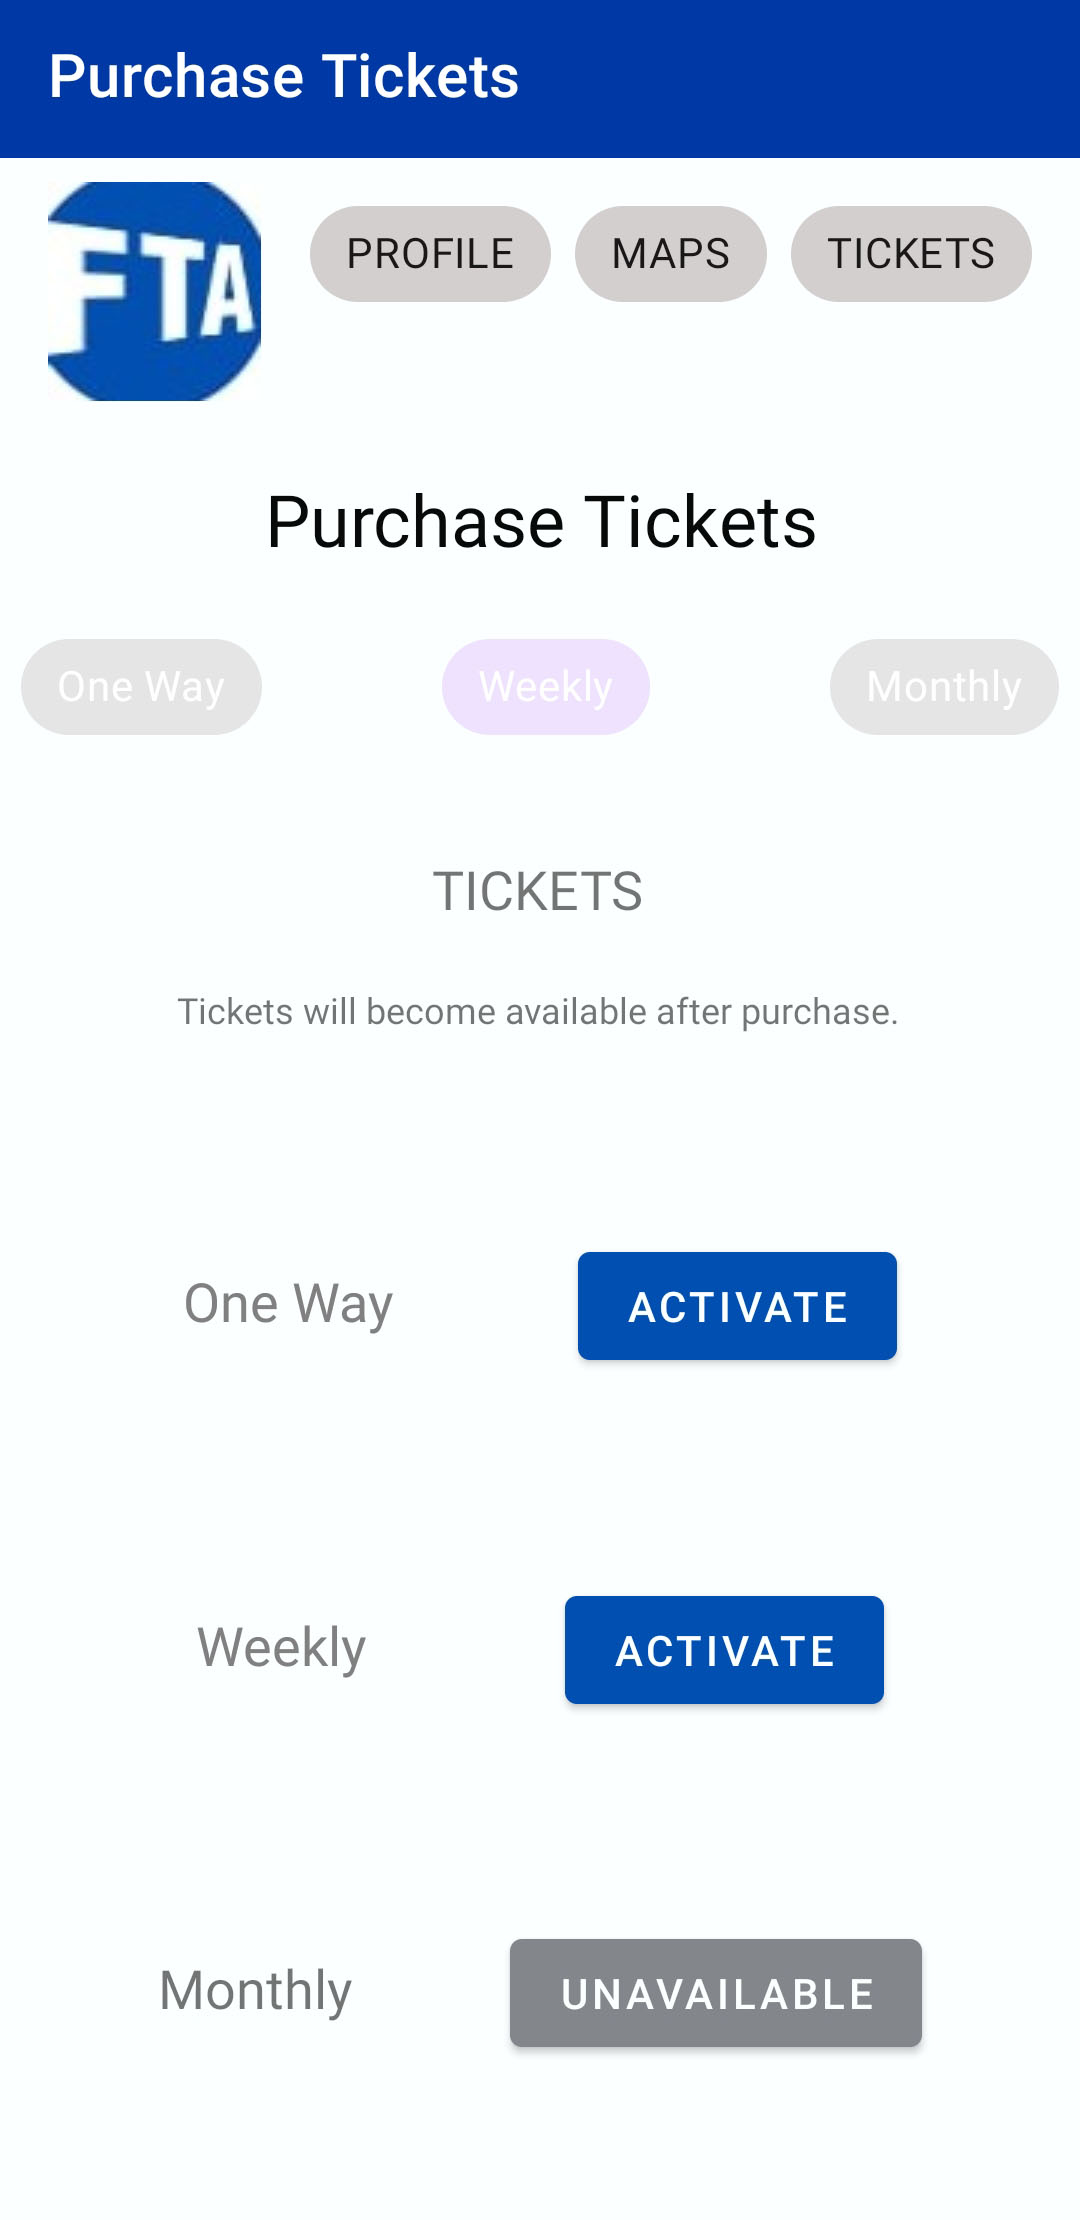 Purchase Tickets
FTA
PROFILE MAPS TICKETS
Purchase Tickets
One Way Weekly Monthly
TICKETS
Tickets will become available after purchase.
One Way ACTIVATE
Weekly ACTIVATE
Monthly UNAVAILABLE